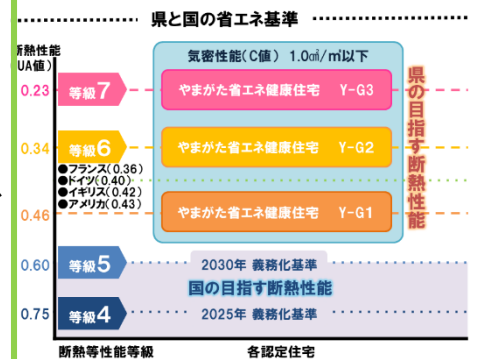 県と国の省エネ基準
断熱性能
(UA値)
気密性能(C値) 1.0㎠/㎡以下
0.23 等級7 やまがた省エネ健康住宅 Y-G3
0.34 等級6 やまがた省エネ健康住宅 Y-G2
●フランス(0.36)
●ドイツ(0.40)
●イギリス(0.42)
●アメリカ(0.43)
0.46 やまがた省エネ健康住宅 Y-G1
県の目指す断熱性能
0.60 等級5 2030年 義務化基準
国の目指す断熱性能
0.75 等級4 2025年 義務化基準
断熱等性能等級 各認定住宅